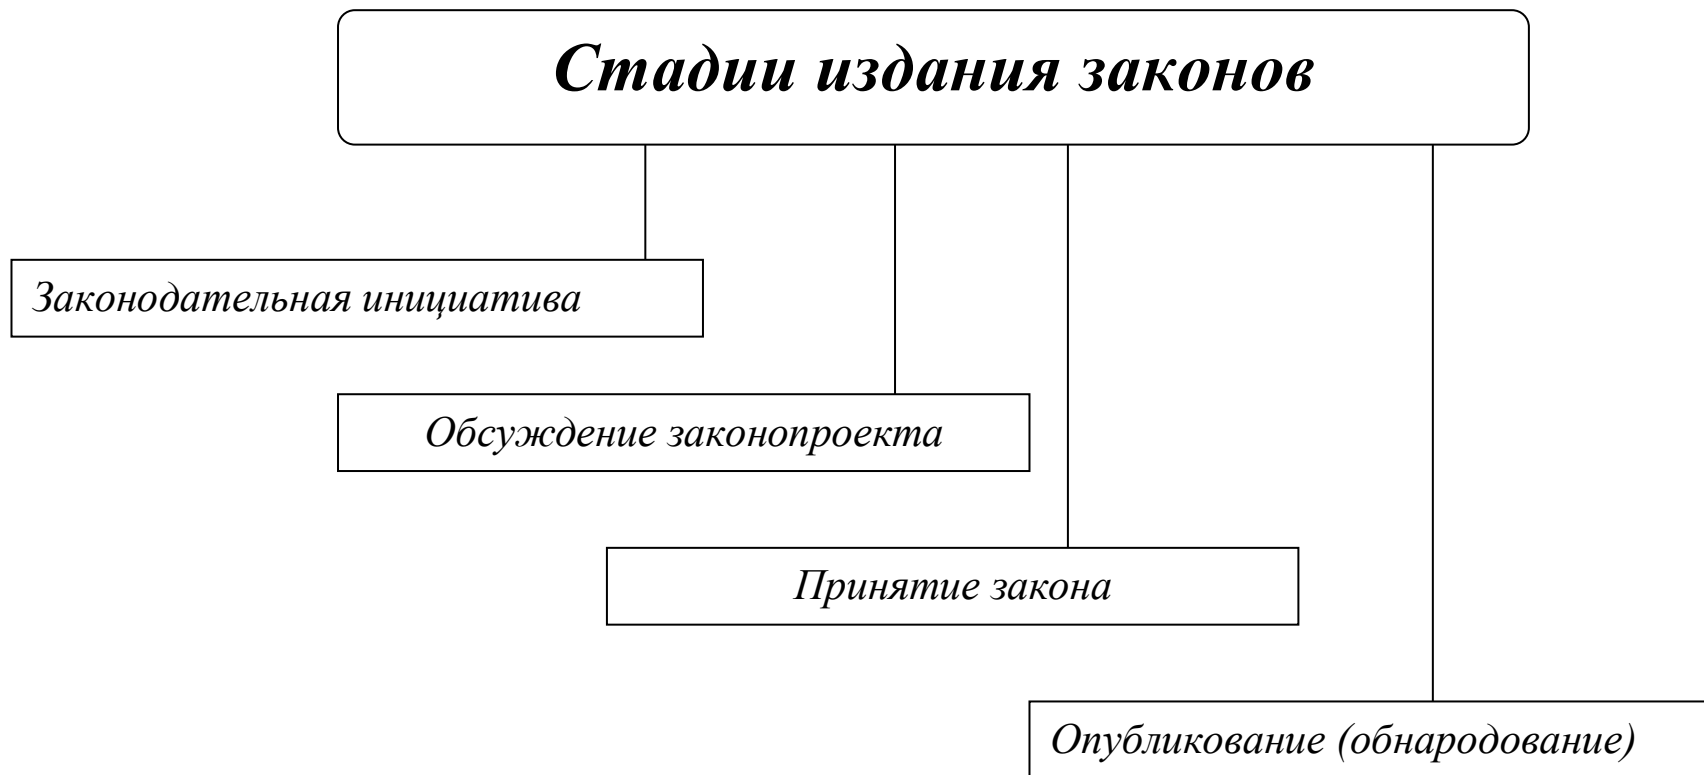 Стадии издания законов
Законодательная инициатива
Обсуждение законопроекта
Принятие закона
Опубликование (обнародование)